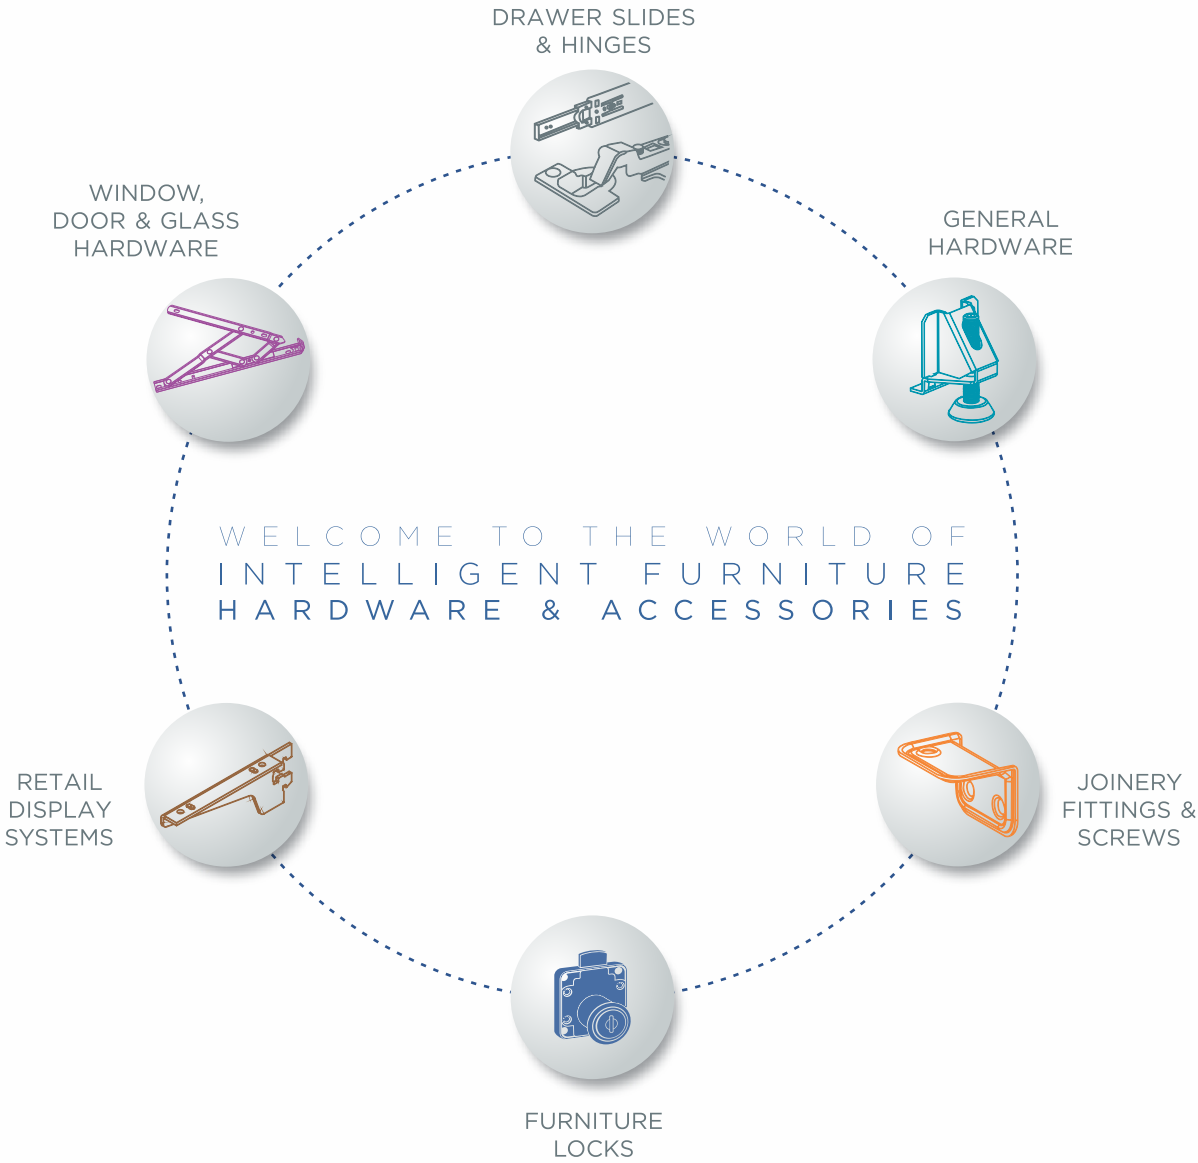 DRAWER SLIDES
& HINGES
WINDOW,
DOOR & GLASS
HARDWARE
GENERAL
HARDWARE
WELCOME TO THE WORLD OF
INTELLIGENT FURNITURE
HARDWARE & ACCESSORIES
RETAIL
DISPLAY
SYSTEMS
JOINERY
FITTINGS &
SCREWS
FURNITURE
LOCKS